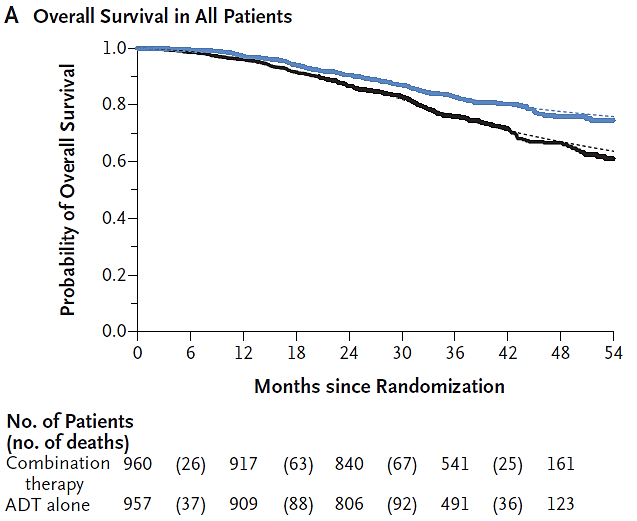 A Overall Survival in All Patients
1.0
0.8
0.6
0.4
0.2
0.0
Probability of Overall Survival
0 6 12 18 24 30 36 42 48 54
Months since Randomization
No. of Patients
(no. of deaths)
Combination 960 (26) 917 (63) 840 (67) 541 (25) 161
therapy
ADT alone 957 (37) 909 (88) 806 (92) 491 (36) 123